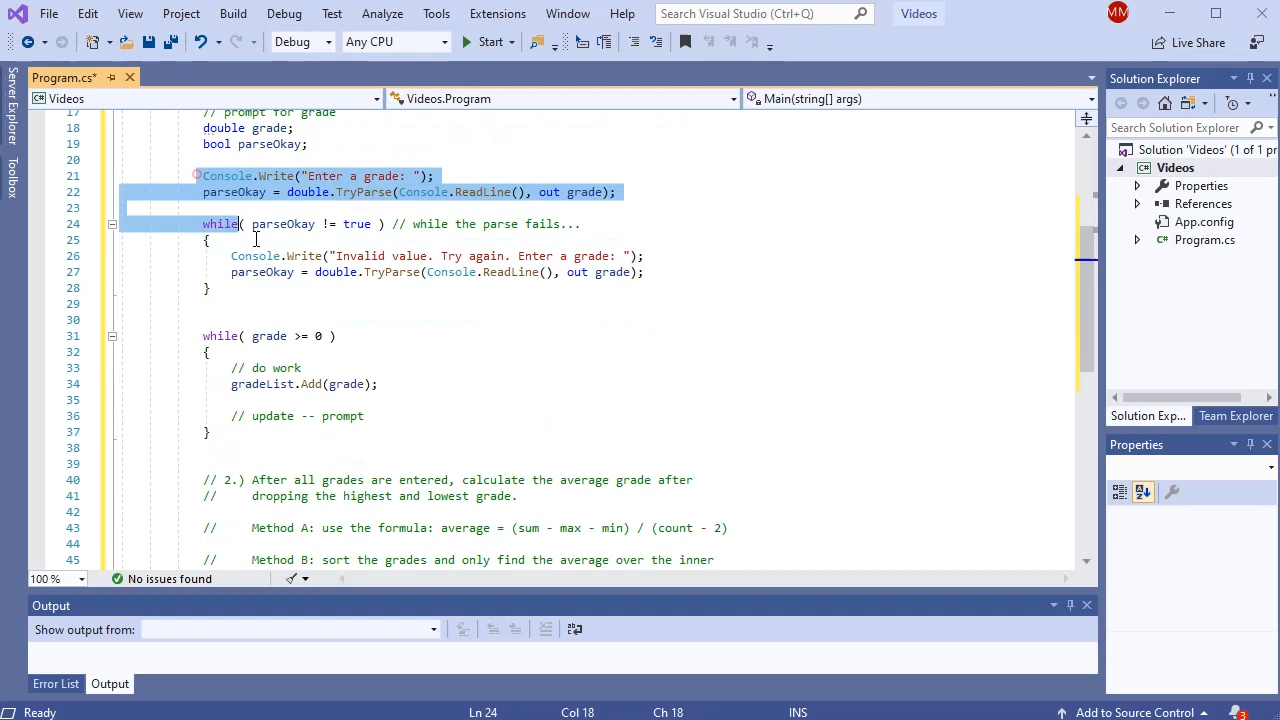 File Edit View Project Build Debug Test Analyze Tools Extensions Window Help Search Visual Studio (Ctrl+Q) Videos MM
Debug Any CPU Start Live Share
Server Explorer
Toolbox
Program.cs*
Videos Videos.Program Main(string[] args)
17 // prompt for grade
18 double grade;
19 bool parseOkay;
20
21 Console.Write("Enter a grade: ");
22 parseOkay = double.TryParse(Console.ReadLine(), out grade);
23
24 while( parseOkay != true ) // while the parse fails...
25 {
26 Console.Write("Invalid value. Try again. Enter a grade: ");
27 parseOkay = double.TryParse(Console.ReadLine(), out grade);
28 }
29
30
31 while( grade >= 0 )
32 {
33 // do work
34 gradeList.Add(grade);
35
36 // update -- prompt
37 }
38
39
40 // 2.) After all grades are entered, calculate the average grade after
41 // dropping the highest and lowest grade.
42
43 // Method A: use the formula: average = (sum - max - min) / (count - 2)
44
45 // Method B: sort the grades and only find the average over the inner
100 % No issues found
Output
Show output from:
Error List Output
Solution Explorer
Search Solution Explorer
Solution 'Videos' (1 of 1 p
Videos
Properties
References
App.config
Program.cs
Solution Exp... Team Explorer
Properties
Ready Ln 24 Col 18 Ch 18 INS Add to Source Control 3